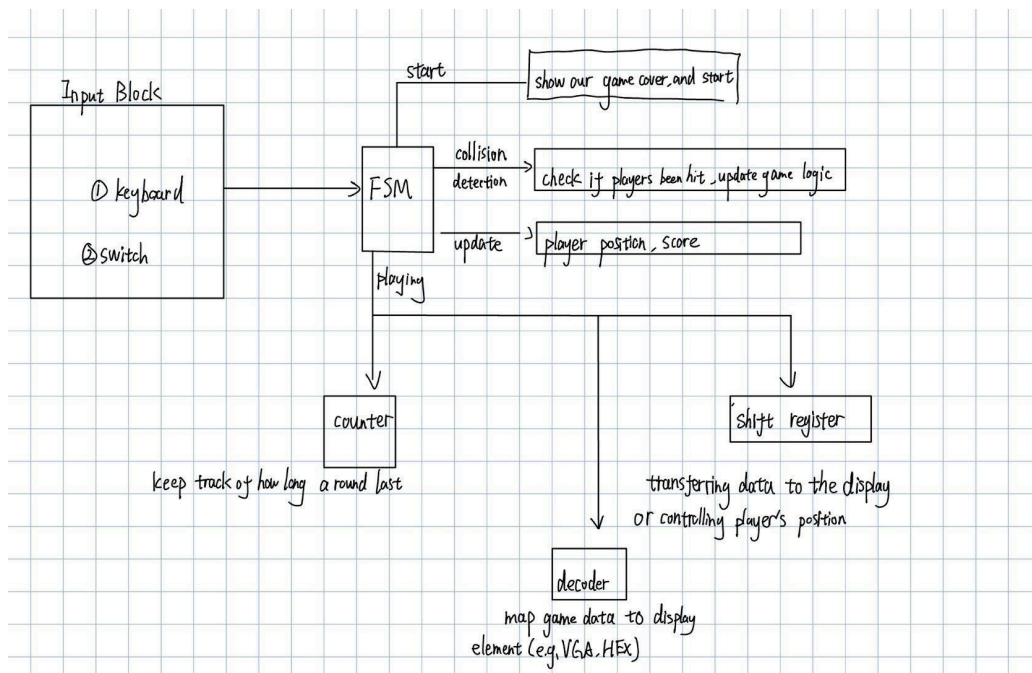 start
show our game cover, and start
Input Block
① keyboard
② switch
FSM
collision
detertion
check if players been hit, update game logic
update
player position, score
playing
counter
keep track of how long a round last
shift register
transferring data to the display
or controlling player's position
decoder
map game data to display
element (e.g, VGA, HEX)